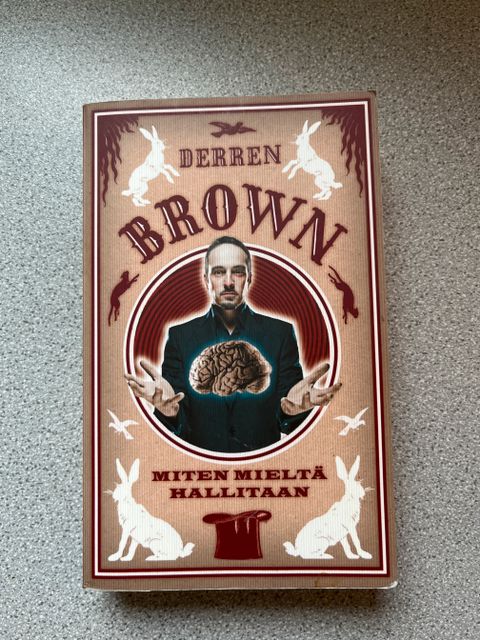 DERREN
BROWN
MITEN MIELTÄ
HALLITAAN